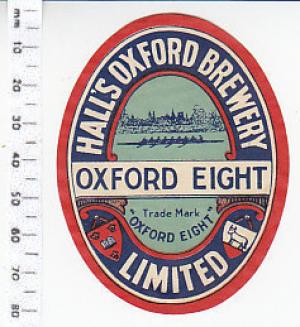 mm 10 20 30 40 50 60 70 80
HALL'S OXFORD BREWERY
OXFORD EIGHT
Trade Mark
"OXFORD EIGHT"
LIMITED